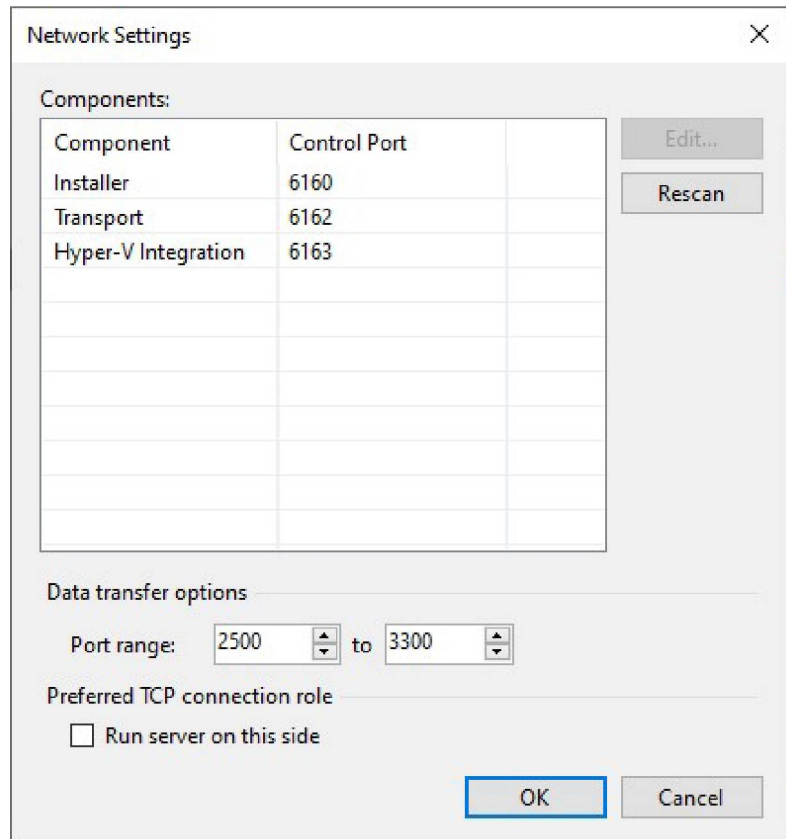 Network Settings
Components:
Edit...
Component Control Port
Rescan
Installer 6160
Transport 6162
Hyper-V Integration 6163
Data transfer options
Port range: 2500 to 3300
Preferred TCP connection role
Run server on this side
OK Cancel